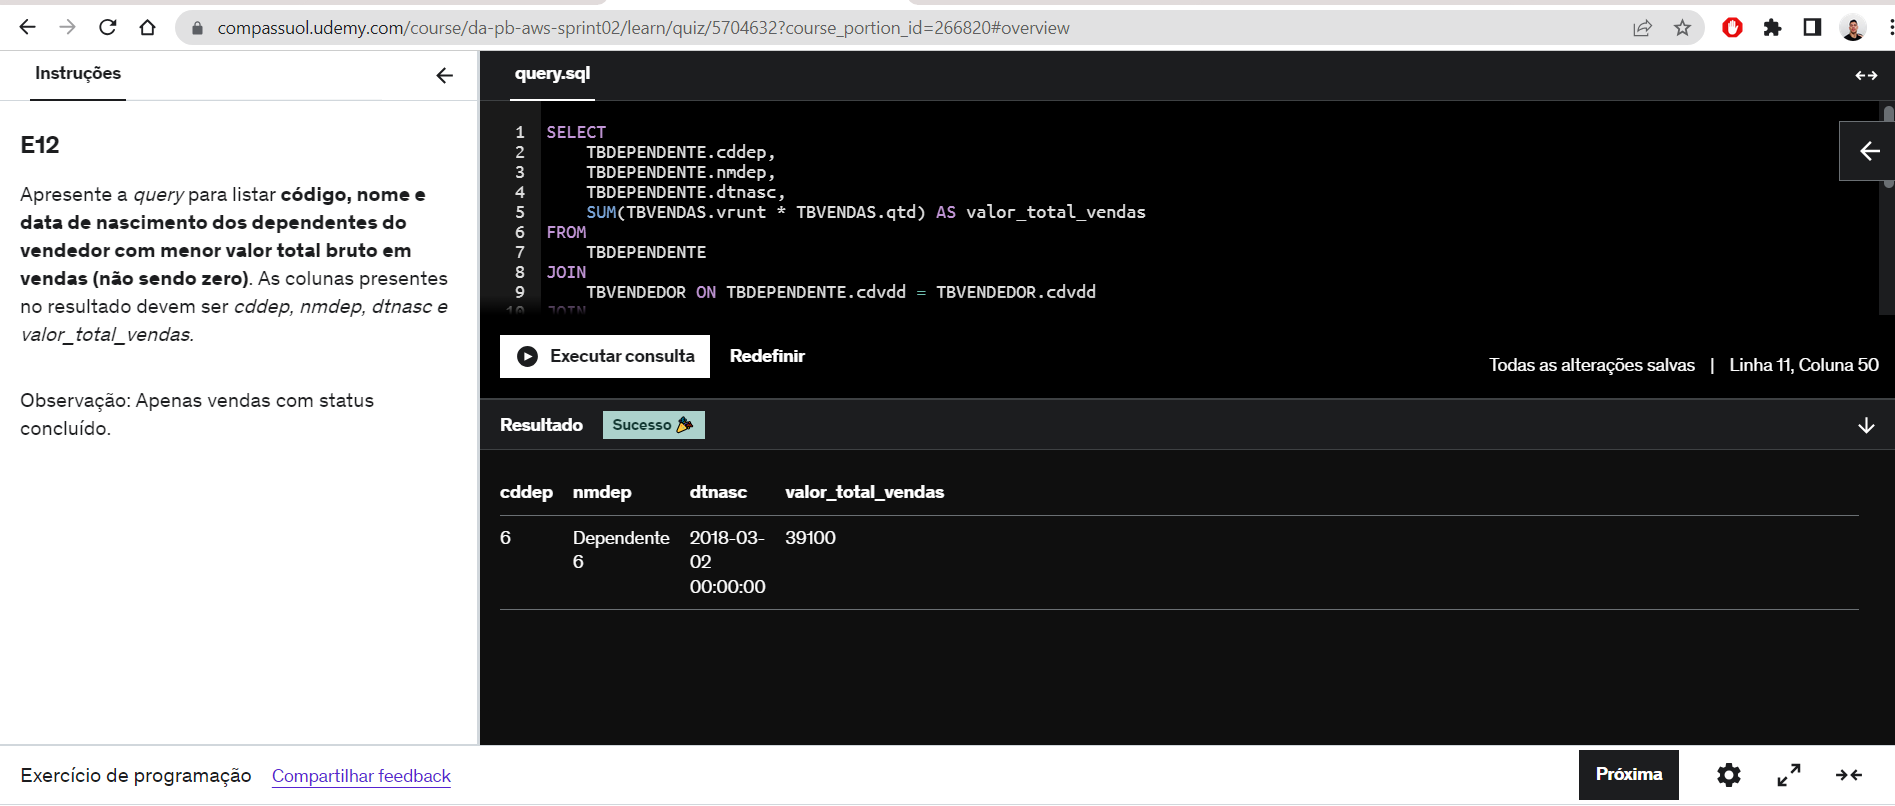 compassuol.udemy.com/course/da-pb-aws-sprint02/learn/quiz/5704632?course_portion_id=266820#overview
Instruções
E12
Apresente a query para listar código, nome e
data de nascimento dos dependentes do
vendedor com menor valor total bruto em
vendas (não sendo zero). As colunas presentes
no resultado devem ser cddep, nmdep, dtnasc e
valor_total_vendas.
Observação: Apenas vendas com status
concluído.
query.sql
1 SELECT
2 TBDEPENDENTE.cddep,
3 TBDEPENDENTE.nmdep,
4 TBDEPENDENTE.dtnasc,
5 SUM(TBVENDAS.vrunt * TBVENDAS.qtd) AS valor_total_vendas
6 FROM
7 TBDEPENDENTE
8 JOIN
9 TBVENDEDOR ON TBDEPENDENTE.cdvdd = TBVENDEDOR.cdvdd
10 JOIN
Executar consulta Redefinir
Todas as alterações salvas | Linha 11, Coluna 50
Resultado Sucesso
cddep nmdep dtnasc valor_total_vendas
6 Dependente 2018-03- 39100
6 02
00:00:00
Exercício de programação Compartilhar feedback
Próxima